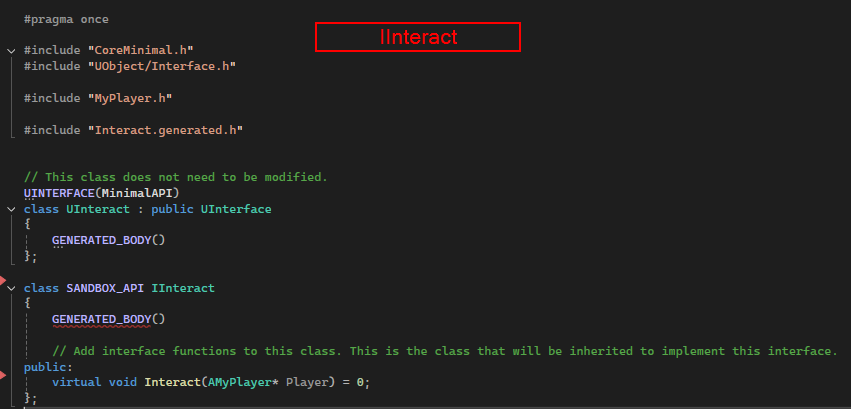 #pragma once
IInteract
#include "CoreMinimal.h"
#include "UObject/Interface.h"
#include "MyPlayer.h"
#include "Interact.generated.h"
// This class does not need to be modified.
UINTERFACE(MinimalAPI)
class UInteract : public UInterface
{
GENERATED_BODY()
};
class SANDBOX_API IInteract
{
GENERATED_BODY()
// Add interface functions to this class. This is the class that will be inherited to implement this interface.
public:
virtual void Interact(AMyPlayer* Player) = 0;
};